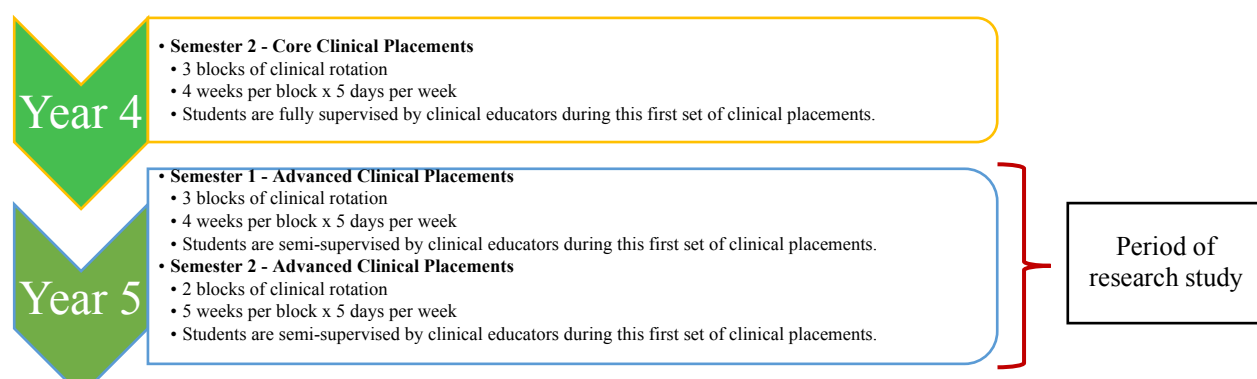 Year 4
• Semester 2 - Core Clinical Placements
• 3 blocks of clinical rotation
• 4 weeks per block x 5 days per week
• Students are fully supervised by clinical educators during this first set of clinical placements.
Year 5
• Semester 1 - Advanced Clinical Placements
• 3 blocks of clinical rotation
• 4 weeks per block x 5 days per week
• Students are semi-supervised by clinical educators during this first set of clinical placements.
• Semester 2 - Advanced Clinical Placements
• 2 blocks of clinical rotation
• 5 weeks per block x 5 days per week
• Students are semi-supervised by clinical educators during this first set of clinical placements.
Period of
research study